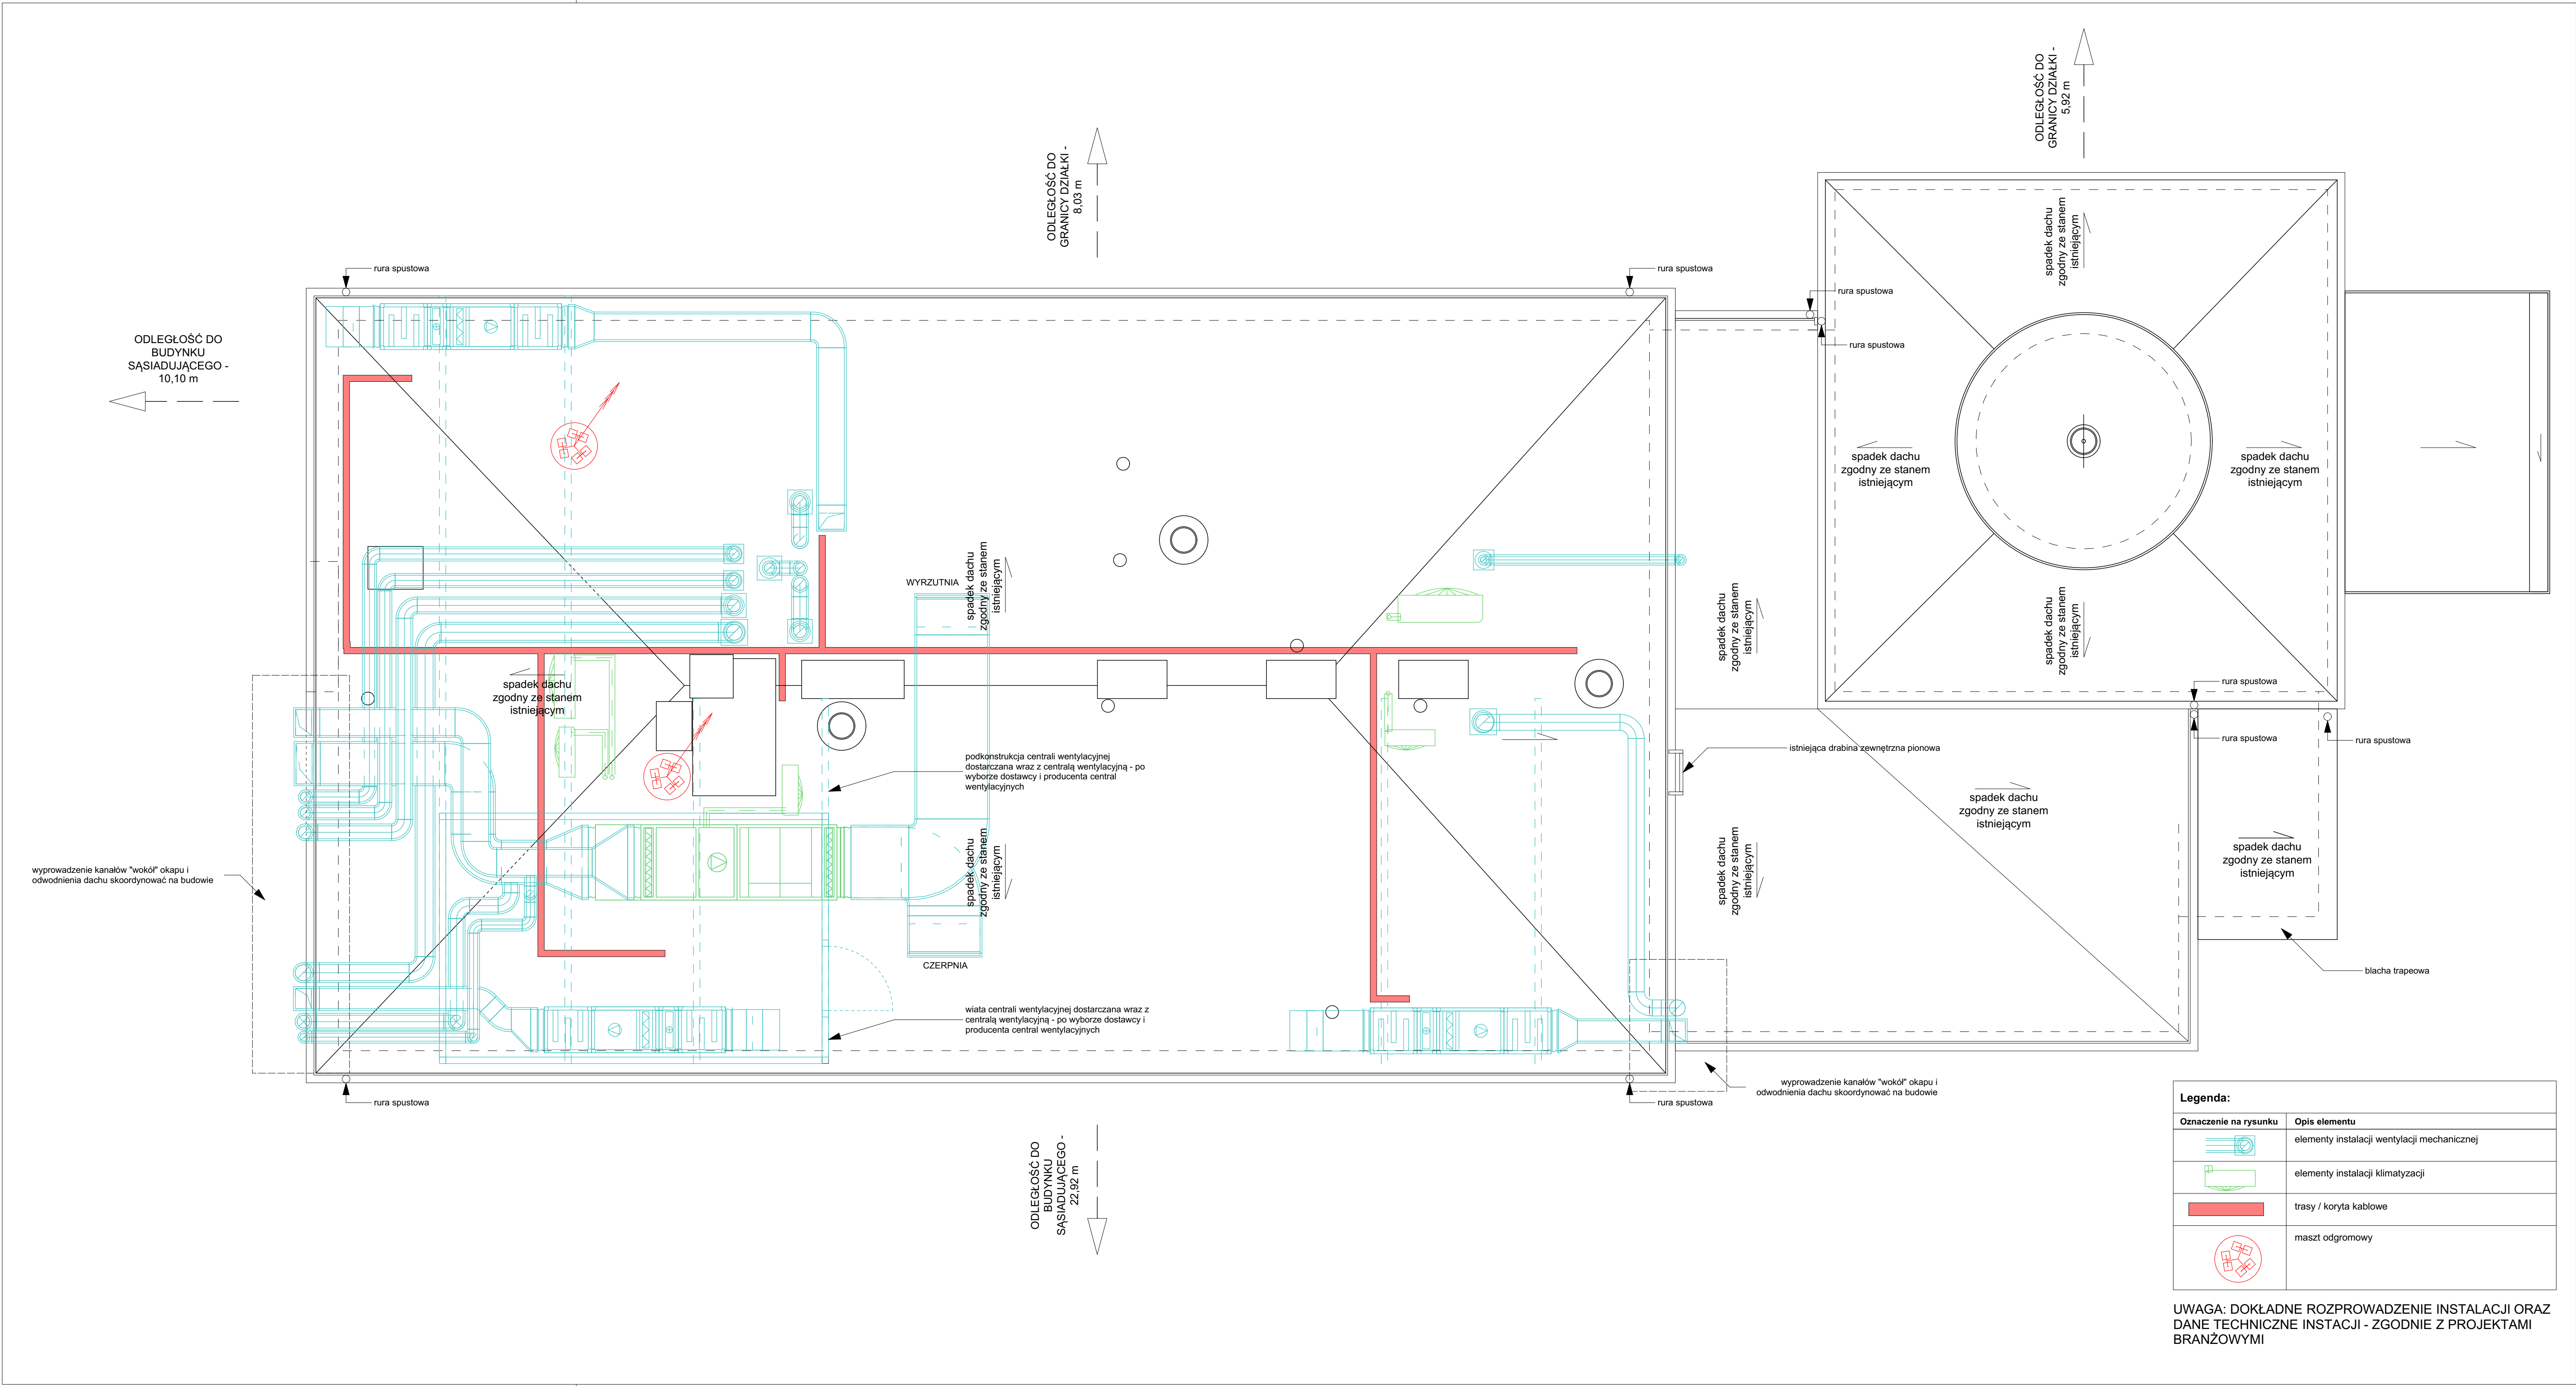 ODLEGŁOŚĆ DO
GRANICY DZIAŁKI -
5,92 m
ODLEGŁOŚĆ DO
GRANICY DZIAŁKI -
8,03 m
ODLEGŁOŚĆ DO
BUDYNKU
SĄSIADUJĄCEGO -
10,10 m
rura spustowa
rura spustowa
rura spustowa
rura spustowa
spadek dachu
zgodny ze stanem
istniejącym
spadek dachu
zgodny ze stanem
istniejącym
spadek dachu
zgodny ze stanem
istniejącym
spadek dachu
zgodny ze stanem
istniejącym
WYRZUTNIA
spadek dachu
zgodny ze stanem
istniejącym
spadek dachu
zgodny ze stanem
istniejącym
spadek dachu
zgodny ze stanem
istniejącym
rura spustowa
rura spustowa
rura spustowa
istniejąca drabina zewnętrzna pionowa
podkonstrukcja centrali wentylacyjnej
dostarczana wraz z centralą wentylacyjną - po
wyborze dostawcy i producenta central
wentylacyjnych
spadek dachu
zgodny ze stanem
istniejącym
spadek dachu
zgodny ze stanem
istniejącym
spadek dachu
zgodny ze stanem
istniejącym
spadek dachu
zgodny ze stanem
istniejącym
wyprowadzenie kanałów "wokół" okapu i
odwodnienia dachu skoordynować na budowie
CZERPNIA
blacha trapeowa
wiata centrali wentylacyjnej dostarczana wraz z
centralą wentylacyjną - po wyborze dostawcy i
producenta central wentylacyjnych
wyprowadzenie kanałów "wokół" okapu i
odwodnienia dachu skoordynować na budowie
rura spustowa
rura spustowa
ODLEGŁOŚĆ DO
BUDYNKU
SĄSIADUJĄCEGO -
22,92 m
Legenda:
Oznaczenie na rysunku
Opis elementu
elementy instalacji wentylacji mechanicznej
elementy instalacji klimatyzacji
trasy / koryta kablowe
maszt odgromowy
UWAGA: DOKŁADNE ROZPROWADZENIE INSTALACJI ORAZ
DANE TECHNICZNE INSTACJI - ZGODNIE Z PROJEKTAMI
BRANŻOWYMI